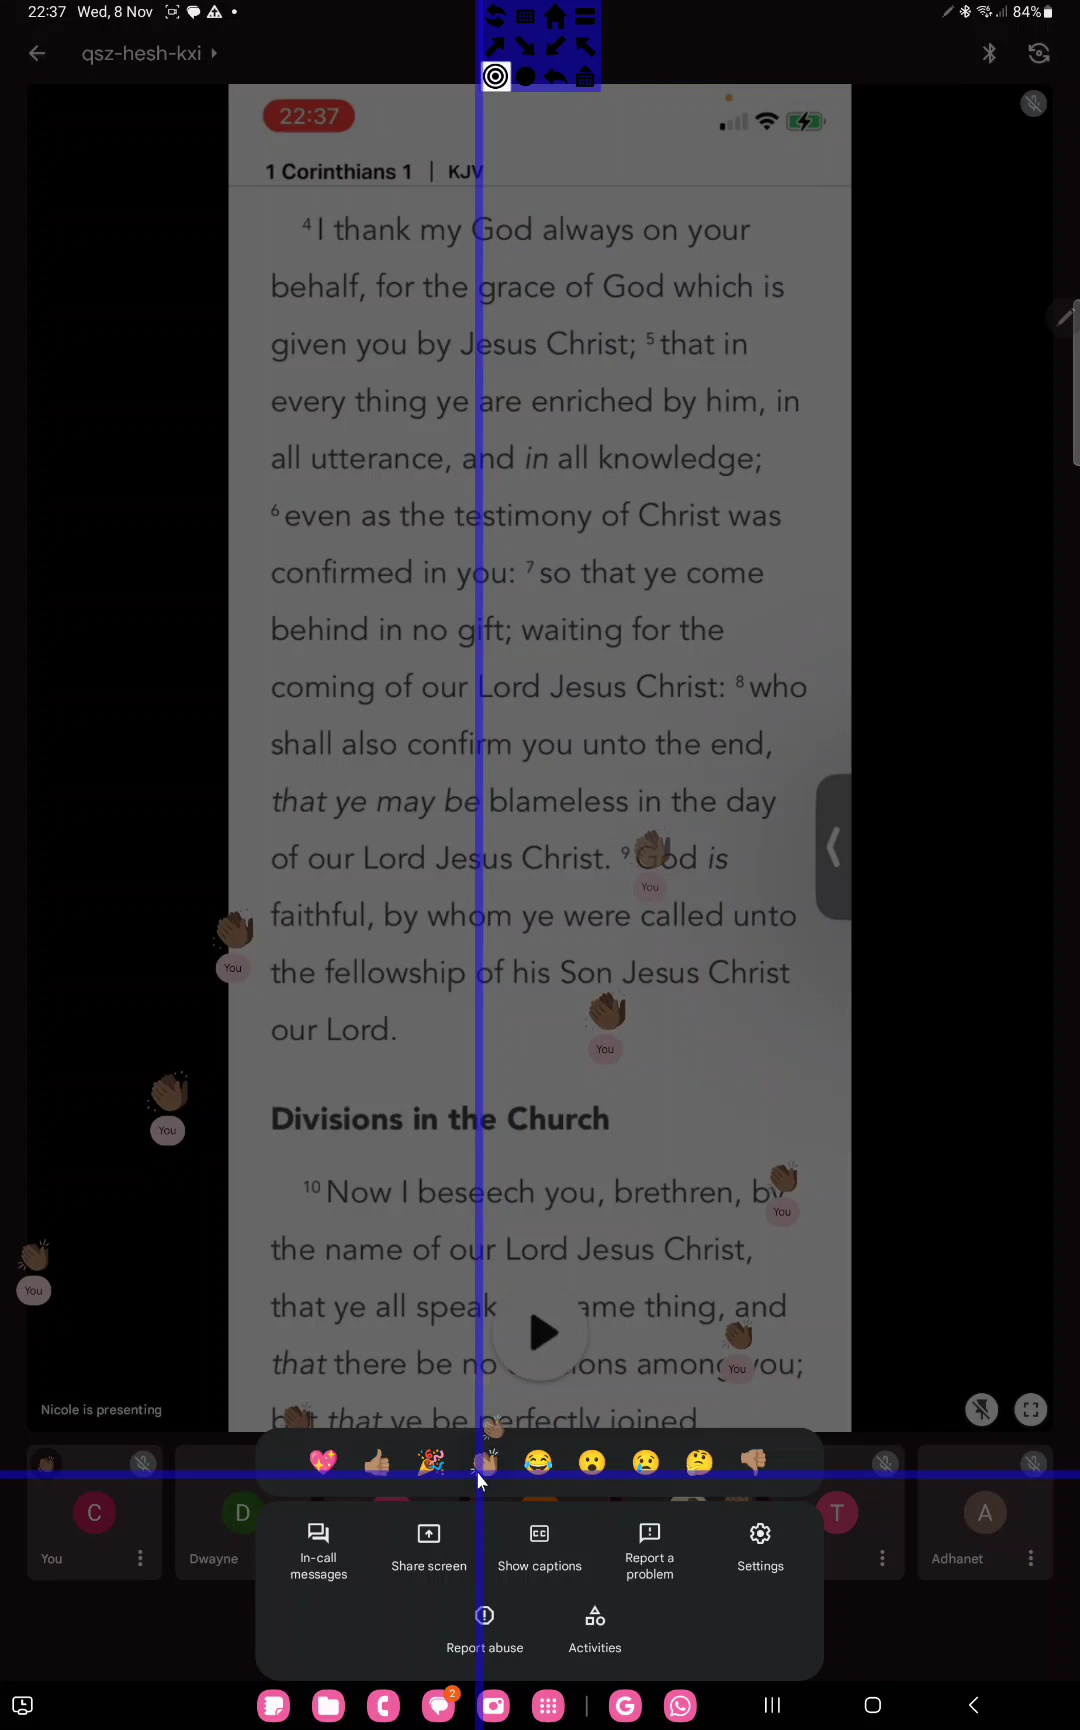 22:37 Wed, 8 Nov
84%
qsz-hesh-kxi
22:37
1 Corinthians 1 | KJV
4 I thank my God always on your
behalf, for the grace of God which is
given you by Jesus Christ; 5 that in
every thing ye are enriched by him, in
all utterance, and in all knowledge;
6 even as the testimony of Christ was
confirmed in you: 7 so that ye come
behind in no gift; waiting for the
coming of our Lord Jesus Christ: 8 who
shall also confirm you unto the end,
that ye may be blameless in the day
of our Lord Jesus Christ. 9 God is
You
faithful, by whom ye were called unto
You
the fellowship of his Son Jesus Christ
our Lord.
You
Divisions in the Church
You
10 Now I beseech you, brethren, by
You
the name of our Lord Jesus Christ,
You
that ye all speak ame thing, and
that there be no ions among you;
You
but that ye be perfectly joined
Nicole is presenting
C
D
T
A
You
Dwayne
Adhanet
In-call messages
Share screen
CC
Show captions
Report a problem
Settings
Report abuse
Activities
2
G